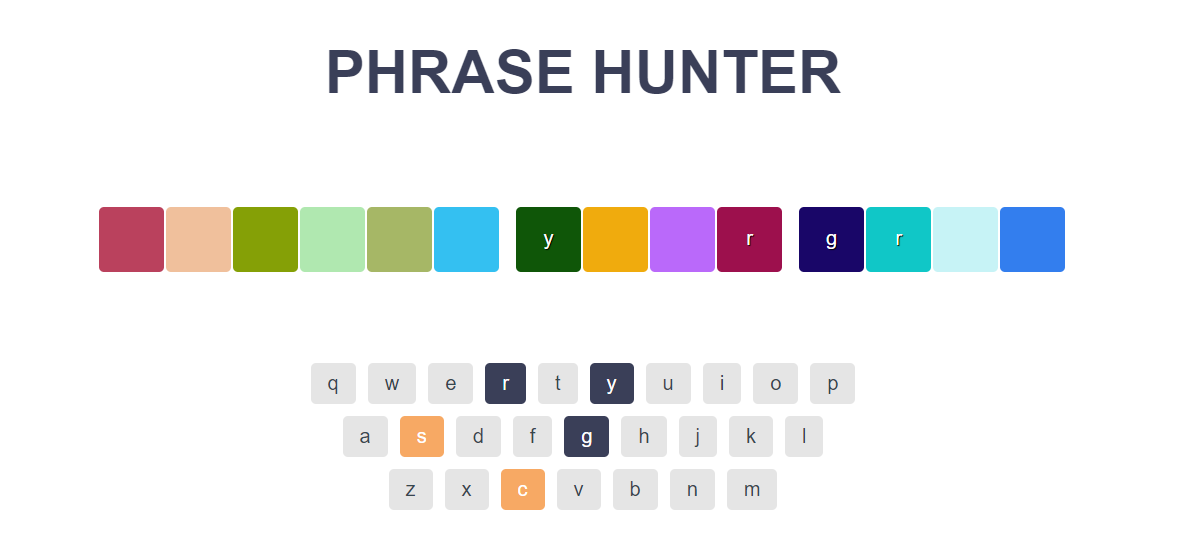 PHRASE HUNTER
y r g r
q w e r t y u i o p
a s d f g h j k l
z x c v b n m